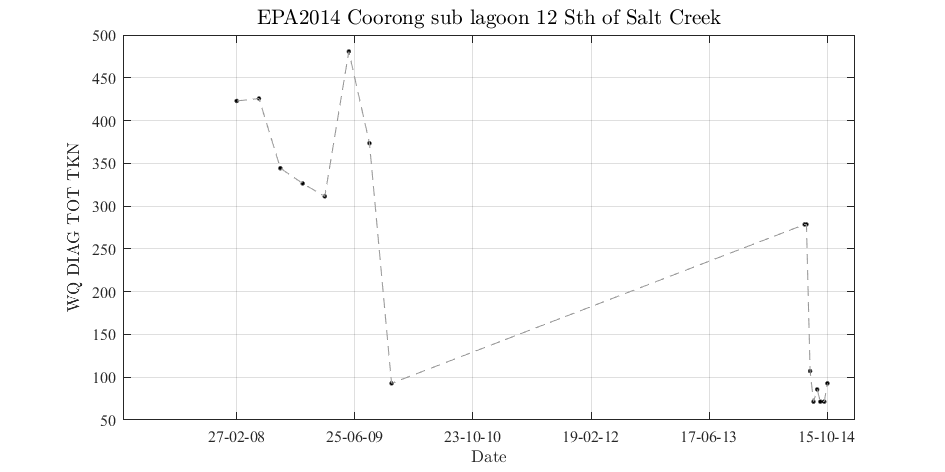 EPA2014 Coorong sub lagoon 12 Sth of Salt Creek
500
450
400
350
300
250
200
150
100
50
WQ DIAG TOT TKN
27-02-08 25-06-09 23-10-10 19-02-12 17-06-13 15-10-14
Date